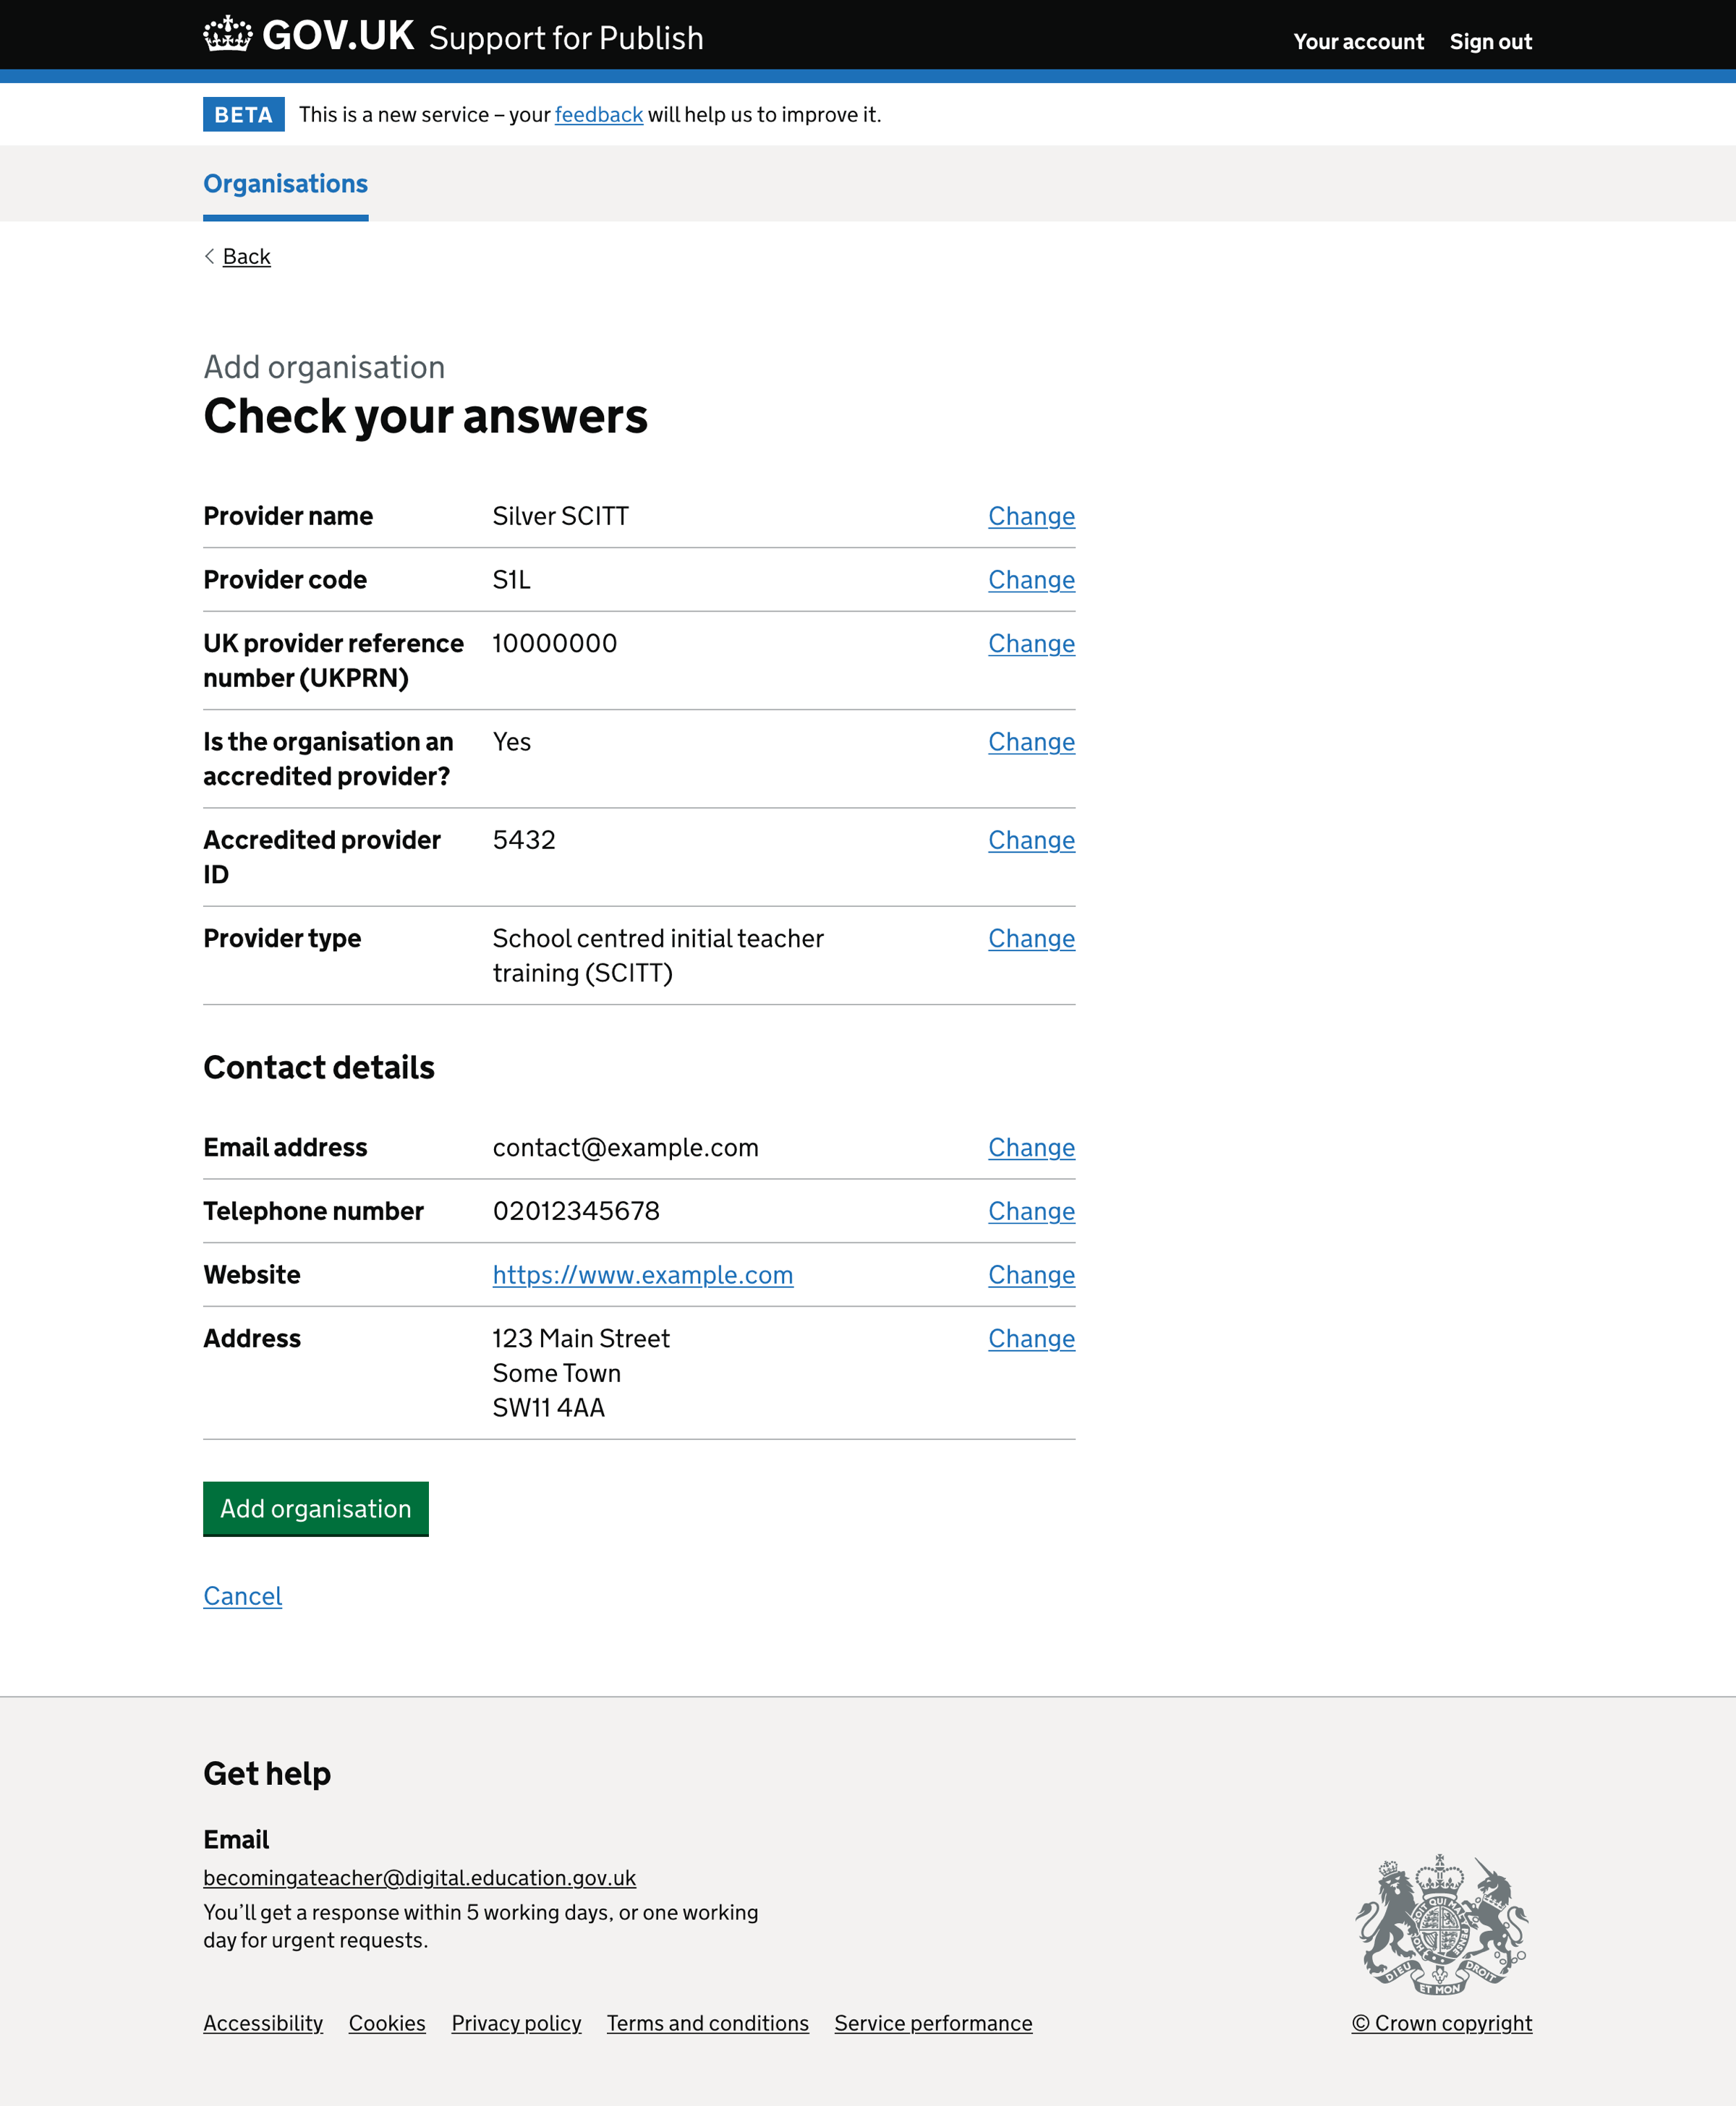 GOV.UK Support for Publish
Your account Sign out
BETA This is a new service – your feedback will help us to improve it.
Organisations
Back
Add organisation
Check your answers
Provider name Silver SCITT Change
Provider code S1L Change
UK provider reference 10000000 Change
number (UKPRN)
Is the organisation an Yes Change
accredited provider?
Accredited provider 5432 Change
ID
Provider type School centred initial teacher Change
training (SCITT)
Contact details
Email address contact@example.com Change
Telephone number 02012345678 Change
Website https://www.example.com Change
Address 123 Main Street Change
Some Town
SW11 4AA
Add organisation
Cancel
Get help
Email
becomingateacher@digital.education.gov.uk
You’ll get a response within 5 working days, or one working
day for urgent requests.
DIEU ET MON DROIT
Accessibility Cookies Privacy policy Terms and conditions Service performance © Crown copyright